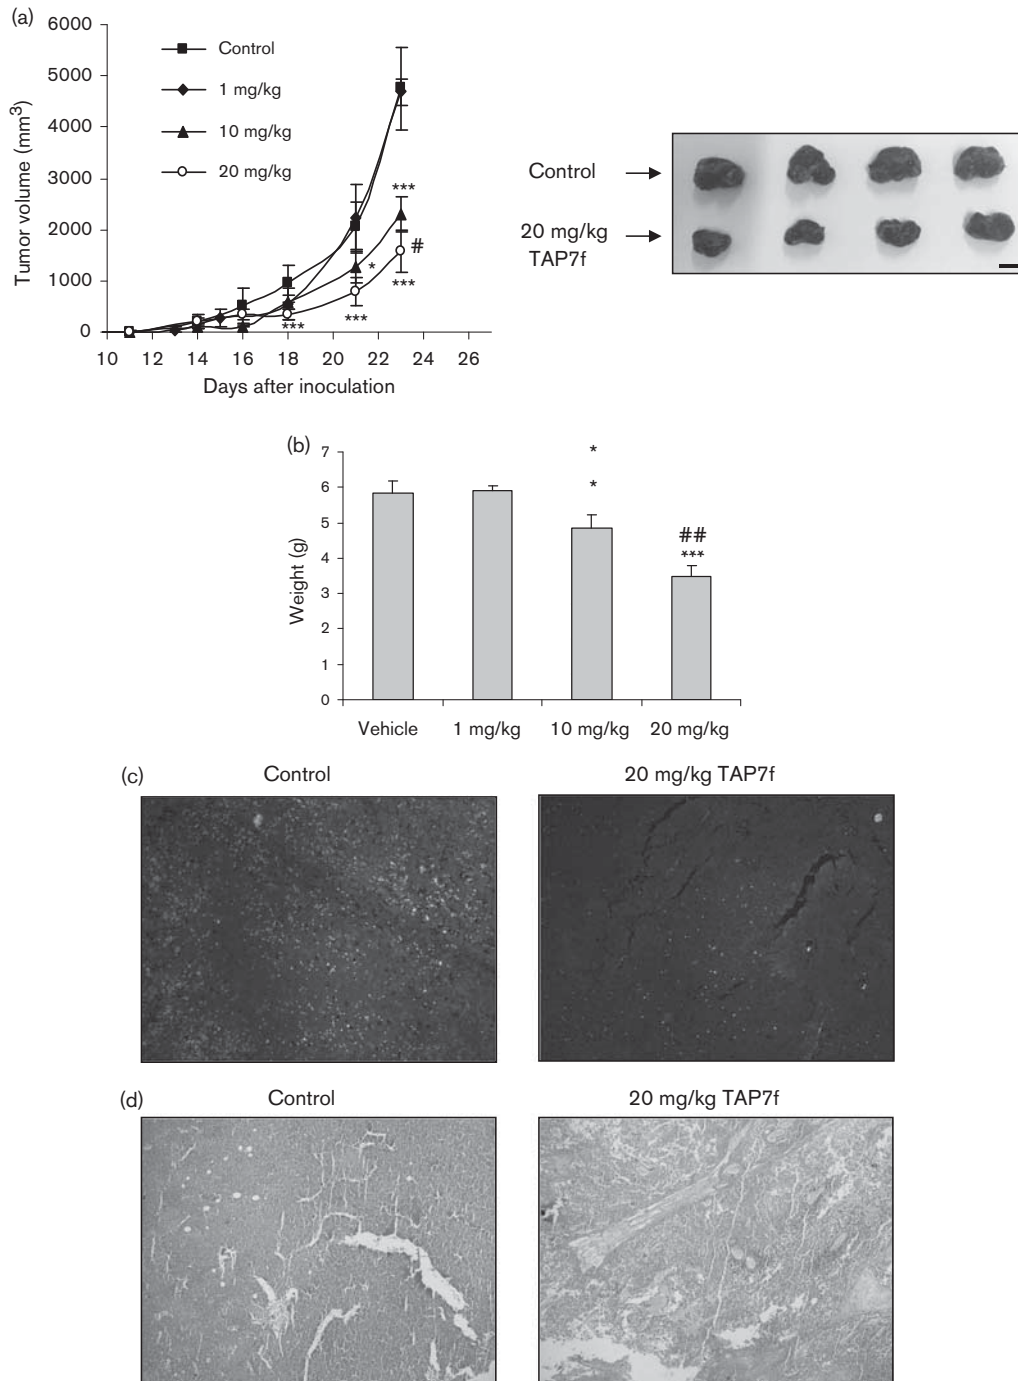 (a)
6000
5000
4000
3000
2000
1000
0
Tumor volume (mm³)
Control
1 mg/kg
10 mg/kg
20 mg/kg
***
*
#
***
***
***
10 12 14 16 18 20 22 24 26
Days after inoculation
Control
20 mg/kg
TAP7f
(b)
7
6
5
4
3
2
1
0
Weight (g)
*
*
##
***
Vehicle 1 mg/kg 10 mg/kg 20 mg/kg
(c)
Control 20 mg/kg TAP7f
(d)
Control 20 mg/kg TAP7f